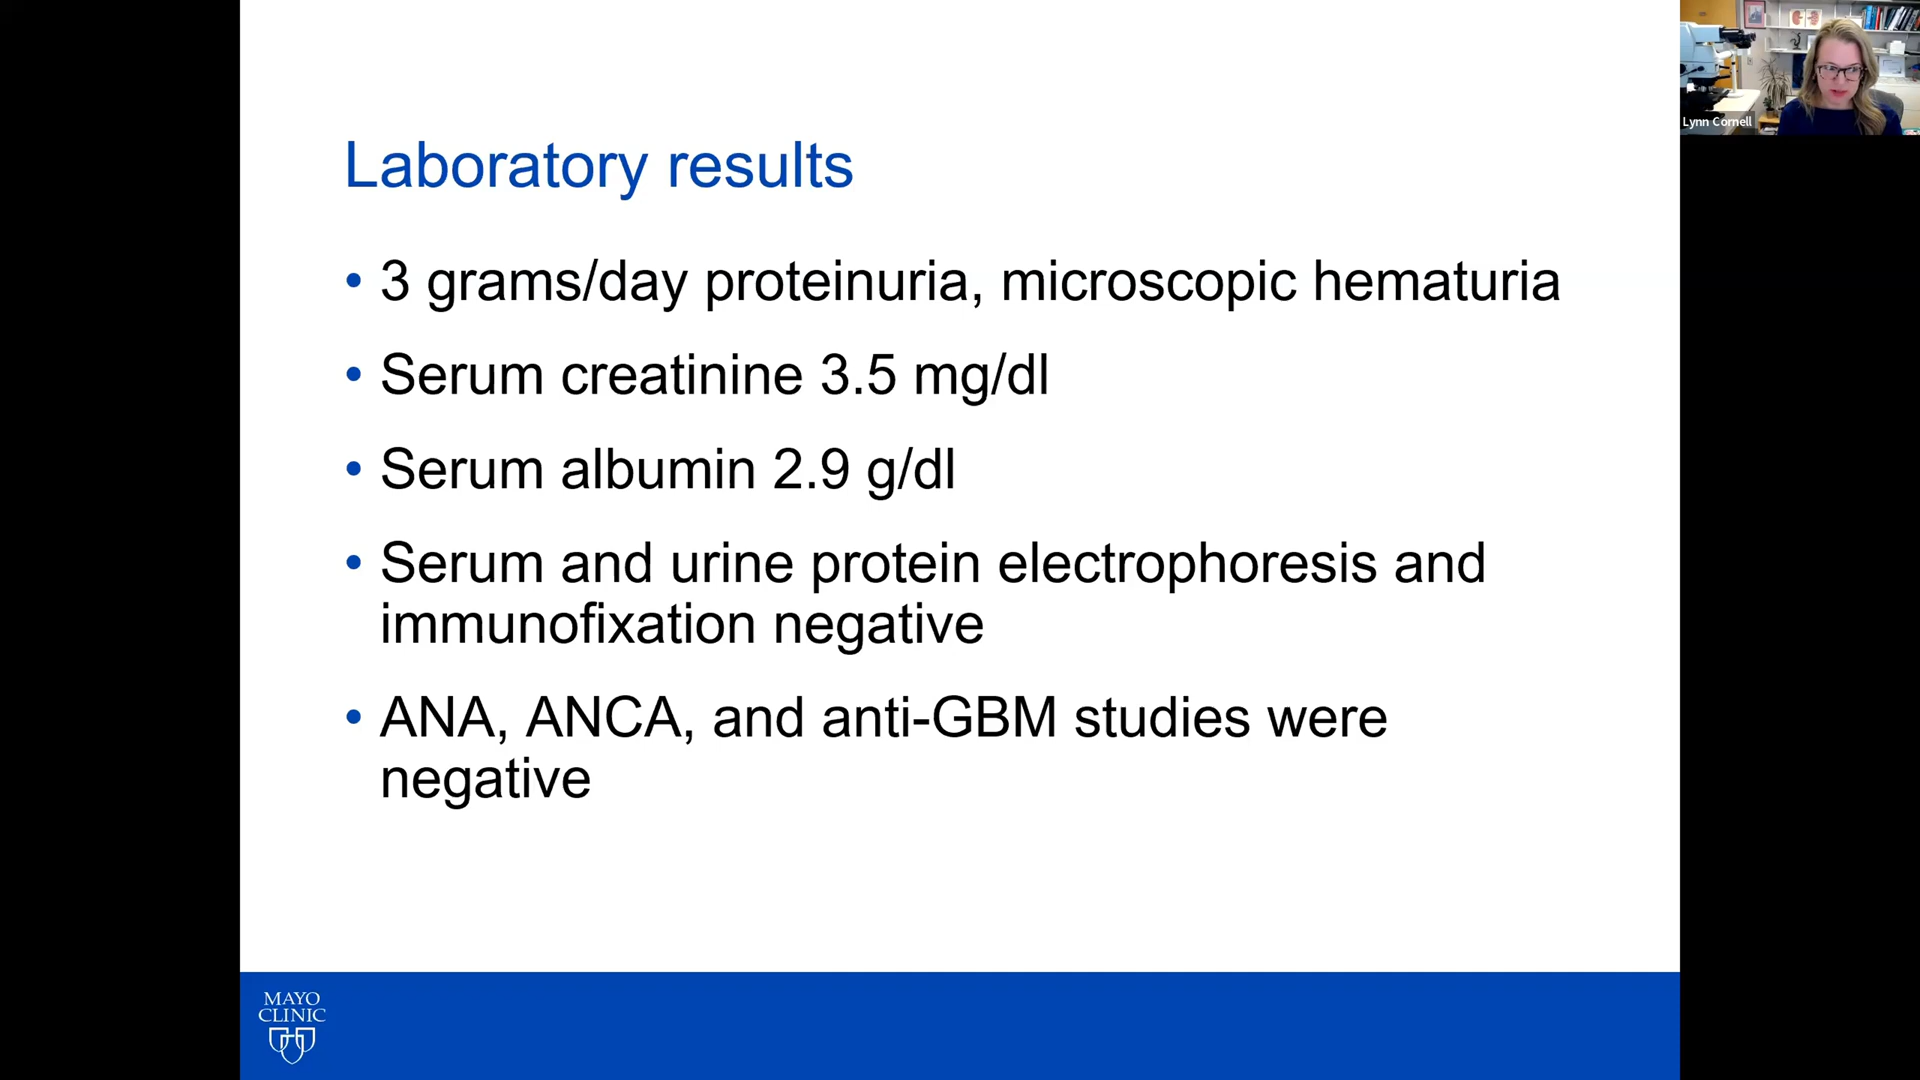 Laboratory results
• 3 grams/day proteinuria, microscopic hematuria
• Serum creatinine 3.5 mg/dl
• Serum albumin 2.9 g/dl
• Serum and urine protein electrophoresis and
immunofixation negative
• ANA, ANCA, and anti-GBM studies were
negative
MAYO
CLINIC
Lynn Cornell